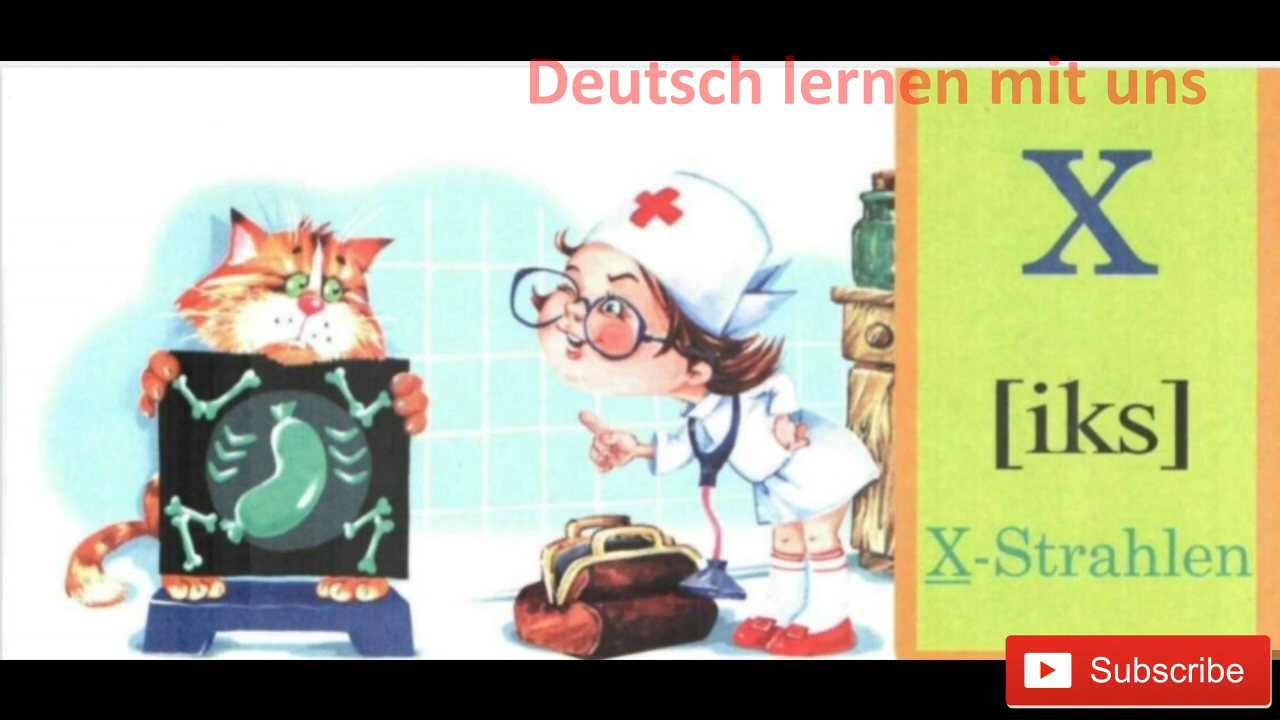 Deutsch lernen mit uns
X
[iks]
X-Strahlen
Subscribe